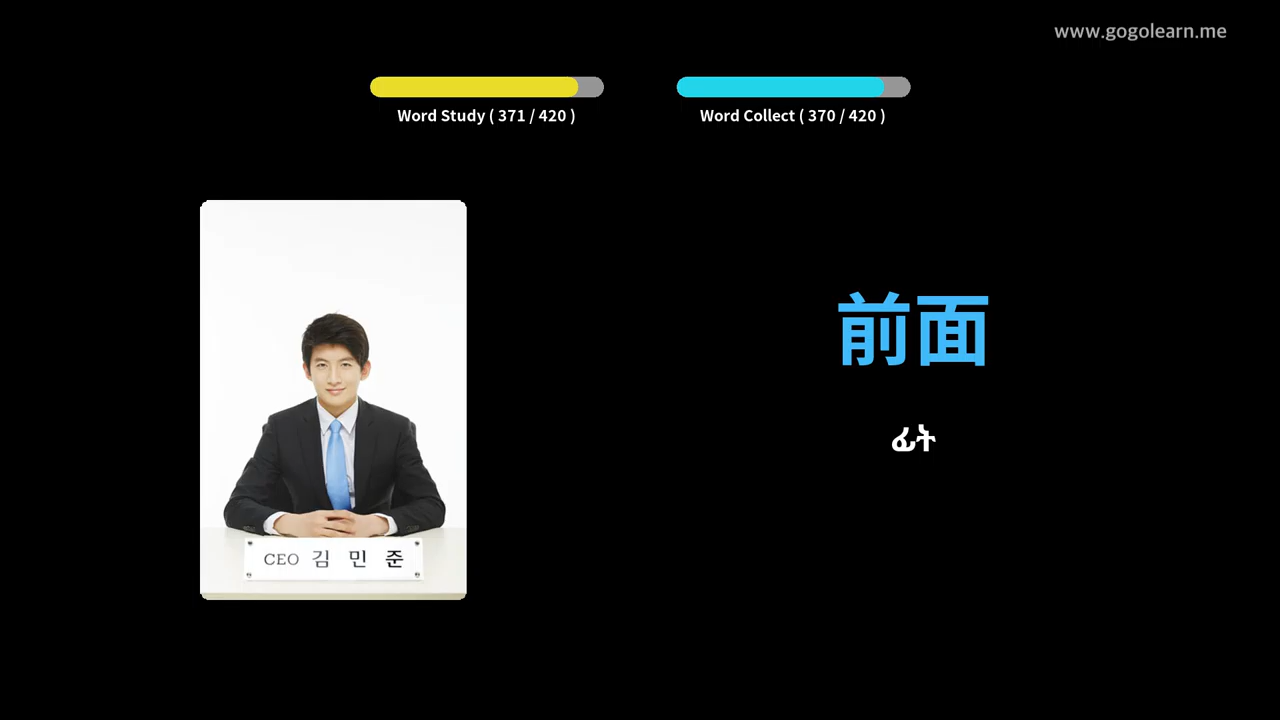 www.gogolearn.me
Word Study ( 371 / 420 )
Word Collect ( 370 / 420 )
前面
ፊት
CEO 김 민 준